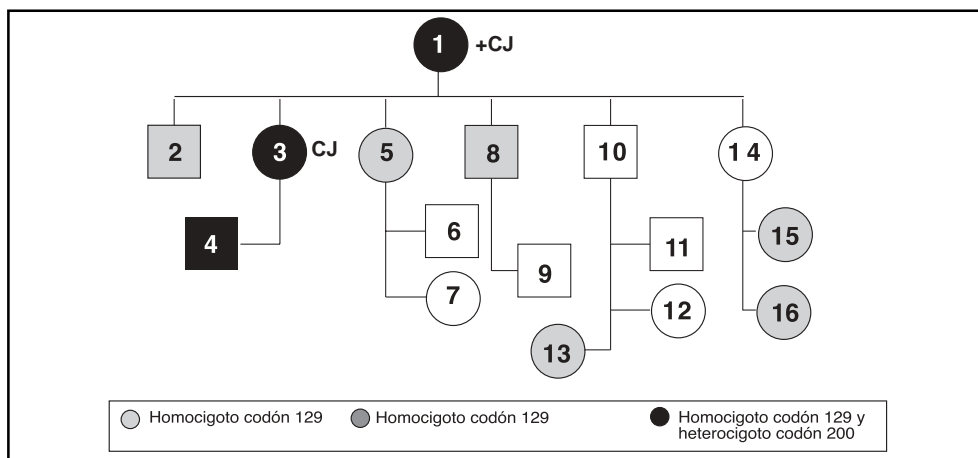 1 +CJ
2 3 CJ 5 8 10 1 4
4 6 11 15
9
7 12 16
13
Homocigoto codón 129 Homocigoto codón 129 Homocigoto codón 129 y
heterocigoto codón 200